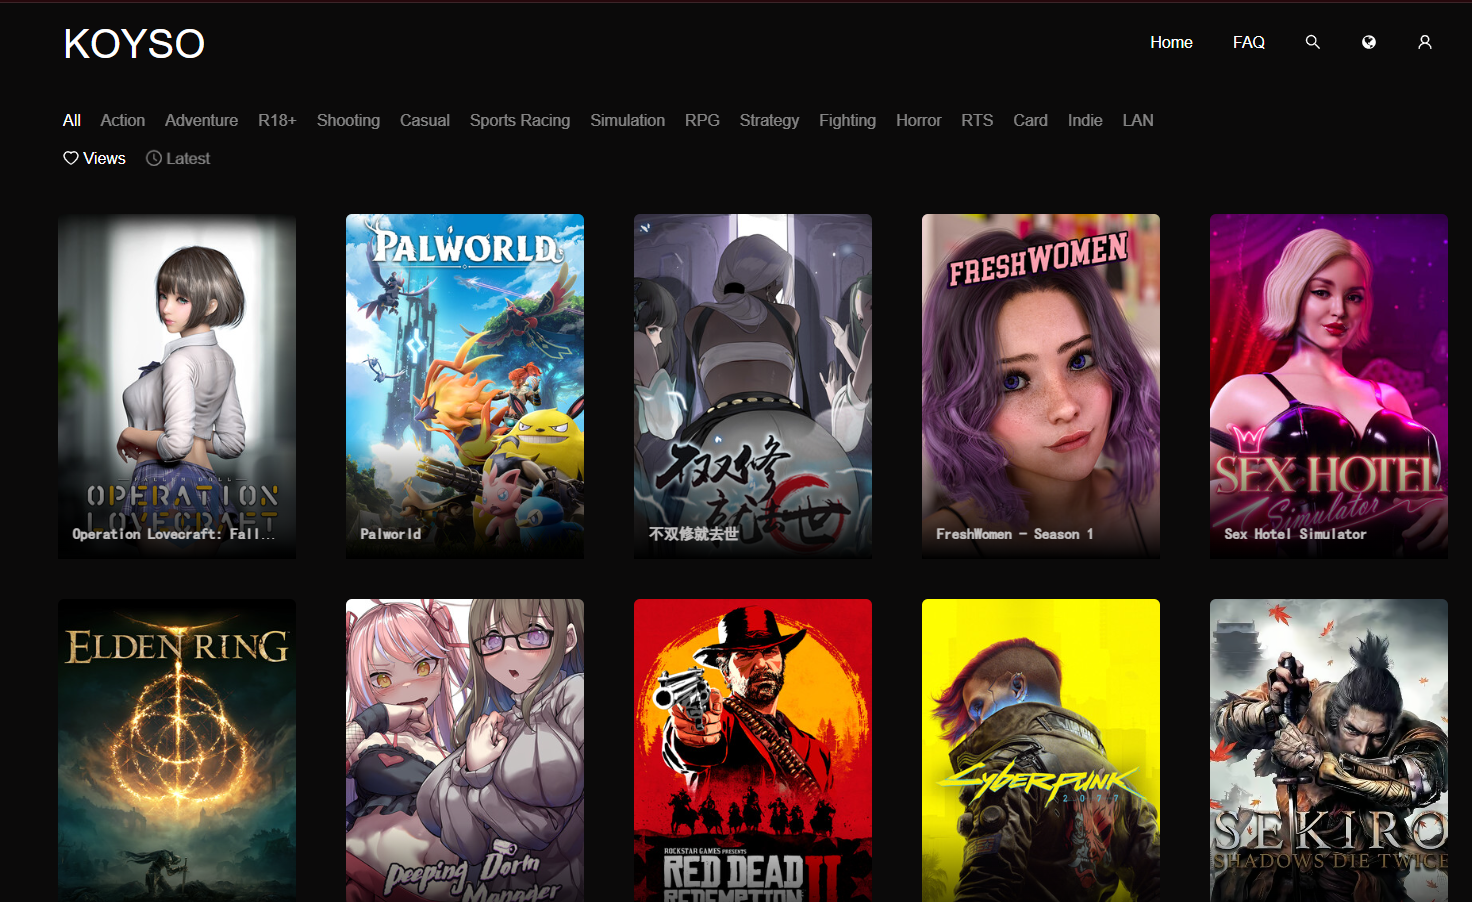 KOYSO
Home FAQ
All Action Adventure R18+ Shooting Casual Sports Racing Simulation RPG Strategy Fighting Horror RTS Card Indie LAN
Views Latest
FALLEN DOLL
OPERATION
LOVECRAFT
Operation Lovecraft: Fall...
PALWORLD
Palworld
不双修
就去世
不双修就去世
FRESHWOMEN
FreshWomen - Season 1
SEX HOTEL
Simulator
Sex Hotel Simulator
ELDEN RING
Peeping Dorm
Manager
ROCKSTAR GAMES PRESENTS
RED DEAD
REDEMPTION II
Cyberpunk
2077
SEKIRO
SHADOWS DIE TWICE